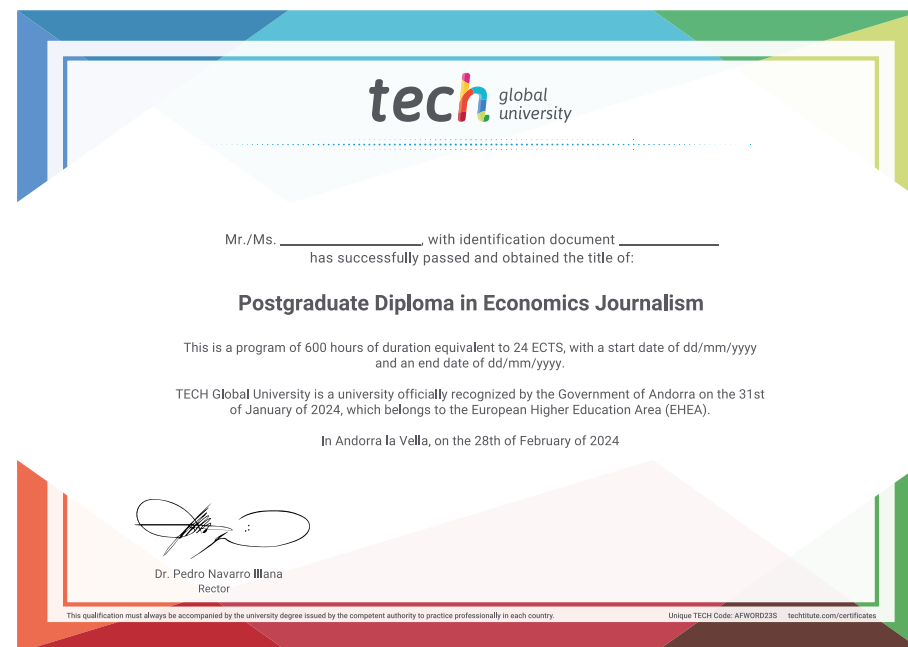 tech global
university
Mr./Ms. ____________________, with identification document ______________
has successfully passed and obtained the title of:
Postgraduate Diploma in Economics Journalism
This is a program of 600 hours of duration equivalent to 24 ECTS, with a start date of dd/mm/yyyy
and an end date of dd/mm/yyyy.
TECH Global University is a university officially recognized by the Government of Andorra on the 31st
of January of 2024, which belongs to the European Higher Education Area (EHEA).
In Andorra la Vella, on the 28th of February of 2024
Dr. Pedro Navarro Illana
Rector
This qualification must always be accompanied by the university degree issued by the competent authority to practice professionally in each country. Unique TECH Code: AFWORD23S techtitute.com/certificates